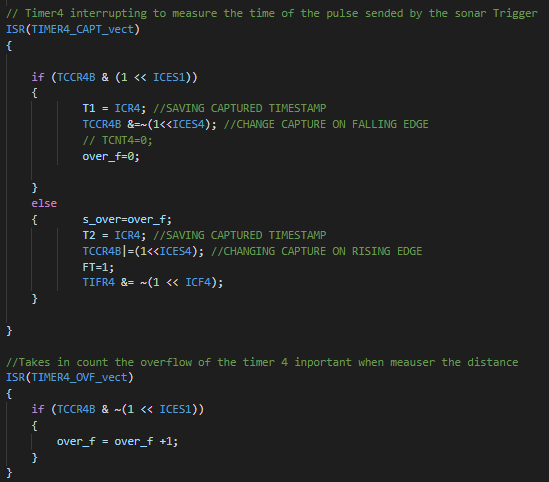 // Timer4 interrupting to measure the time of the pulse sended by the sonar Trigger
ISR(TIMER4_CAPT_vect)
{
if (TCCR4B & (1 << ICES1))
{
T1 = ICR4; //SAVING CAPTURED TIMESTAMP
TCCR4B &=~(1<<ICES4); //CHANGE CAPTURE ON FALLING EDGE
// TCNT4=0;
over_f=0;
}
else
{ s_over=over_f;
T2 = ICR4; //SAVING CAPTURED TIMESTAMP
TCCR4B|=(1<<ICES4); //CHANGING CAPTURE ON RISING EDGE
FT=1;
TIFR4 &= ~(1 << ICF4);
}
}
//Takes in count the overflow of the timer 4 inportant when meauser the distance
ISR(TIMER4_OVF_vect)
{
if (TCCR4B & ~(1 << ICES1))
{
over_f = over_f +1;
}
}